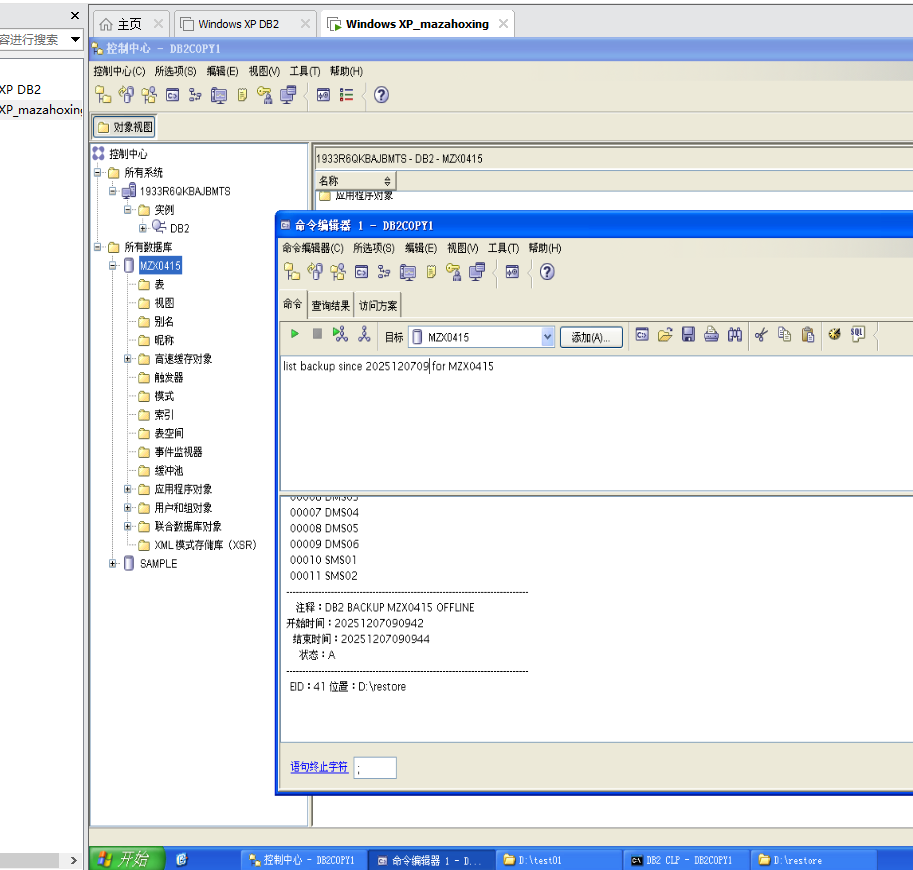 主页
Windows XP DB2
Windows XP_mazahoxing
容进行搜索
XP DB2
XP_mazahoxing
控制中心 - DB2COPY1
控制中心(C) 所选项(S) 编辑(E) 视图(V) 工具(T) 帮助(H)
对象视图
控制中心
所有系统
1933R6QKBAJBMTS
实例
DB2
所有数据库
MZX0415
表
视图
别名
昵称
高速缓存对象
触发器
模式
索引
表空间
事件监视器
缓冲池
应用程序对象
用户和组对象
联合数据库对象
XML 模式存储库 (XSR)
SAMPLE
1933R6QKBAJBMTS - DB2 - MZX0415
名称
应用程序对象
命令编辑器 1 - DB2COPY1
命令编辑器(C) 所选项(S) 编辑(E) 视图(V) 工具(T) 帮助(H)
命令 查询结果 访问方案
目标 MZX0415 添加(A)...
list backup since 2025120709 for MZX0415
00006 DMS03
00007 DMS04
00008 DMS05
00009 DMS06
00010 SMS01
00011 SMS02
----------------------------------------------------------------------------
注释：DB2 BACKUP MZX0415 OFFLINE
开始时间：20251207090942
结束时间：20251207090944
状态：A
----------------------------------------------------------------------------
EID：41 位置：D:\restore
语句终止字符 ;
开始
控制中心 - DB2COPY1
命令编辑器 1 - D...
D:\test01
DB2 CLP - DB2COPY1
D:\restore